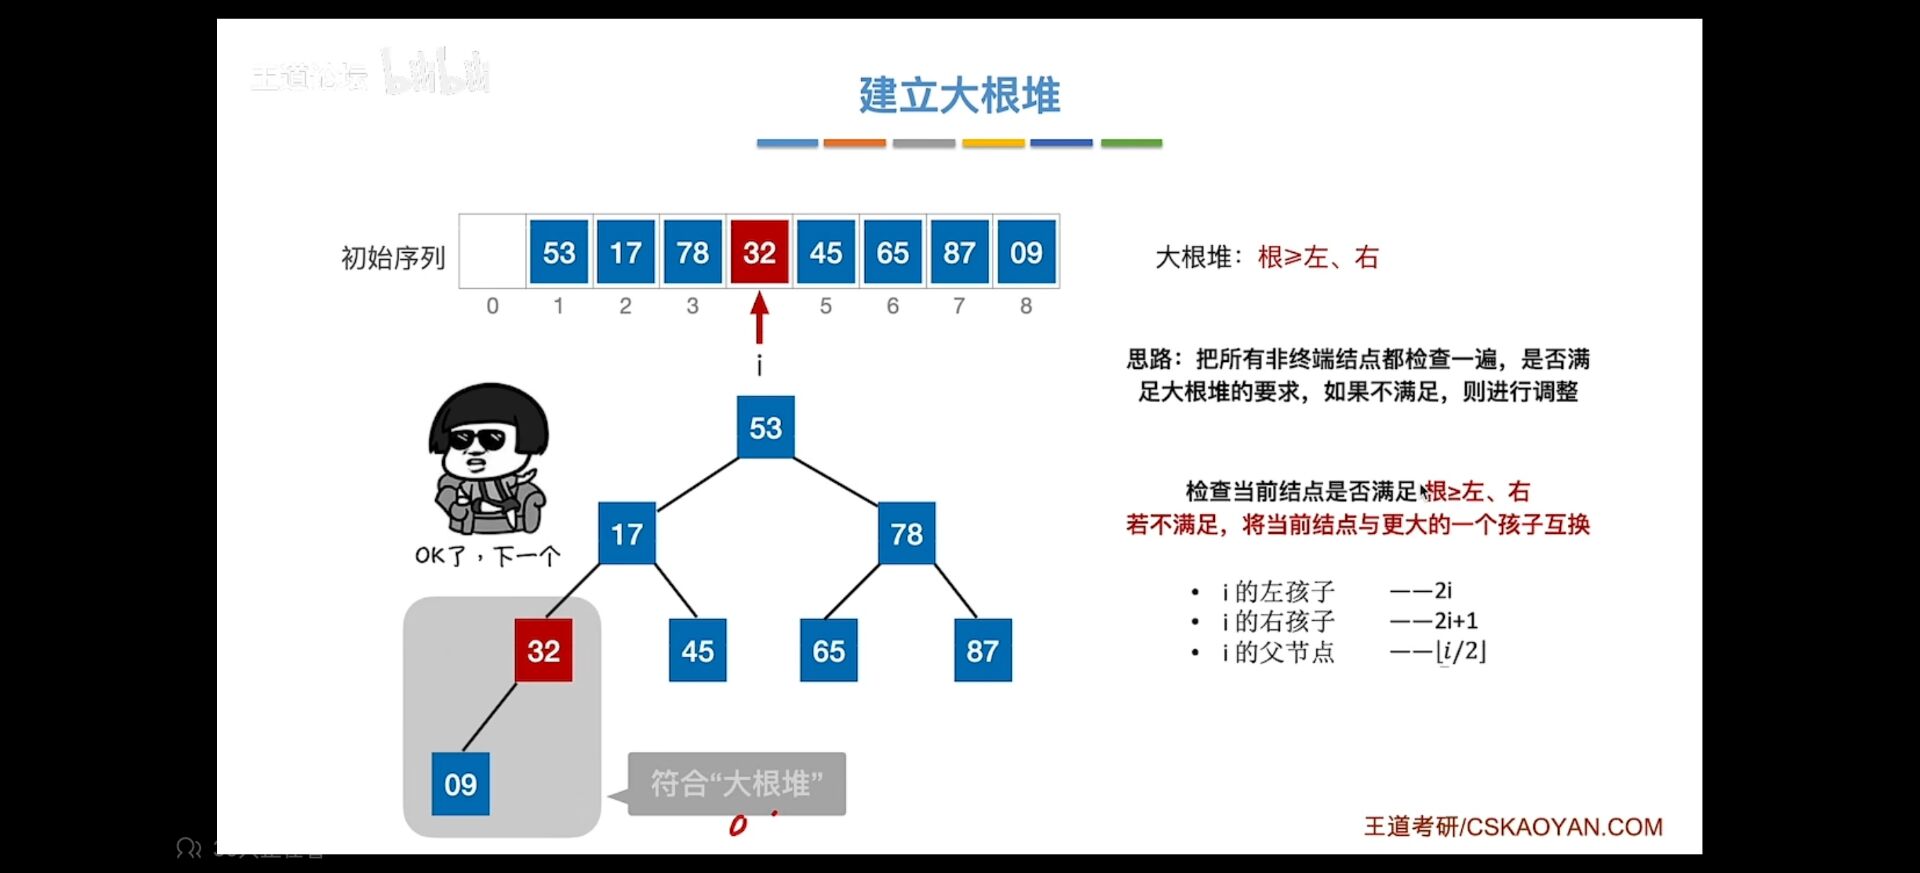 王道论坛 bilibili
建立大根堆
初始序列 53 17 78 32 45 65 87 09
0 1 2 3 5 6 7 8
i
大根堆：根≥左、右
思路：把所有非终端结点都检查一遍，是否满
足大根堆的要求，如果不满足，则进行调整
检查当前结点是否满足根≥左、右
若不满足，将当前结点与更大的一个孩子互换
• i 的左孩子 ——2i
• i 的右孩子 ——2i+1
• i 的父节点 ——⌊i/2⌋
53
17 78
32 45 65 87
09
OK了，下一个
符合“大根堆”
王道考研/CSKAOYAN.COM